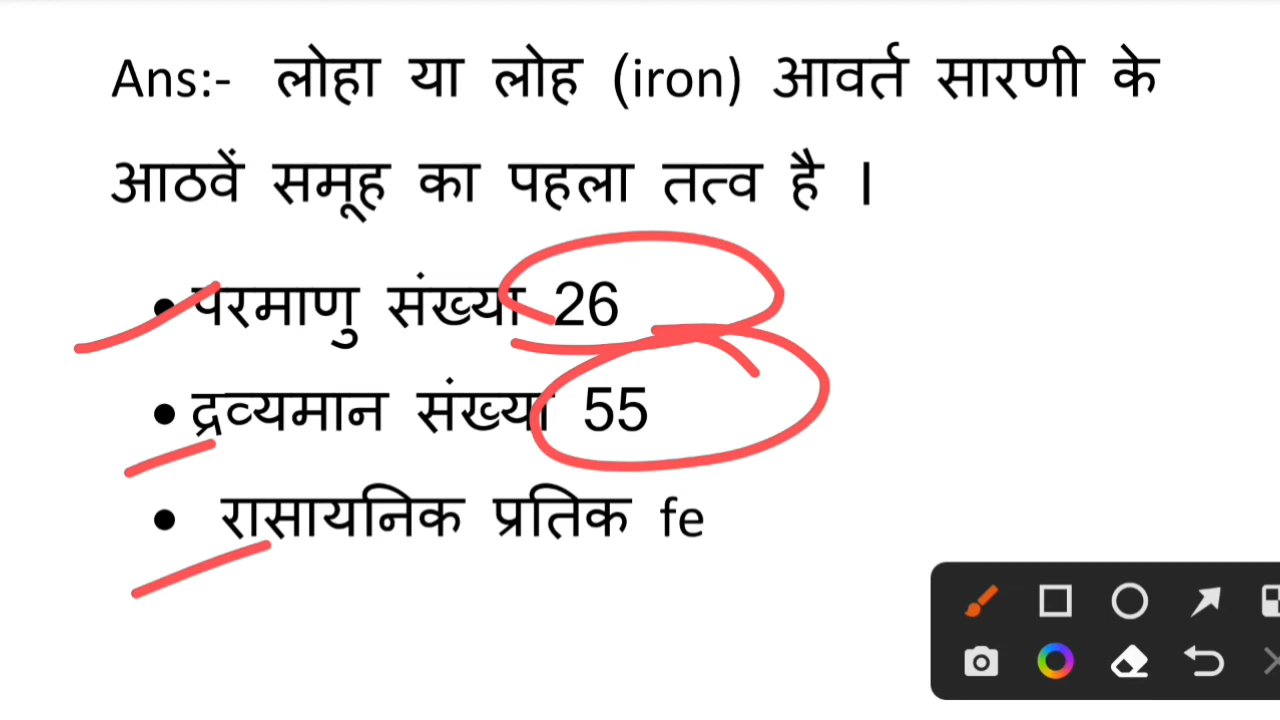 Ans:- लोहा या लोह (iron) आवर्त सारणी के
आठवें समूह का पहला तत्व है ।
• परमाणु संख्या 26
• द्रव्यमान संख्या 55
• रासायनिक प्रतिक fe